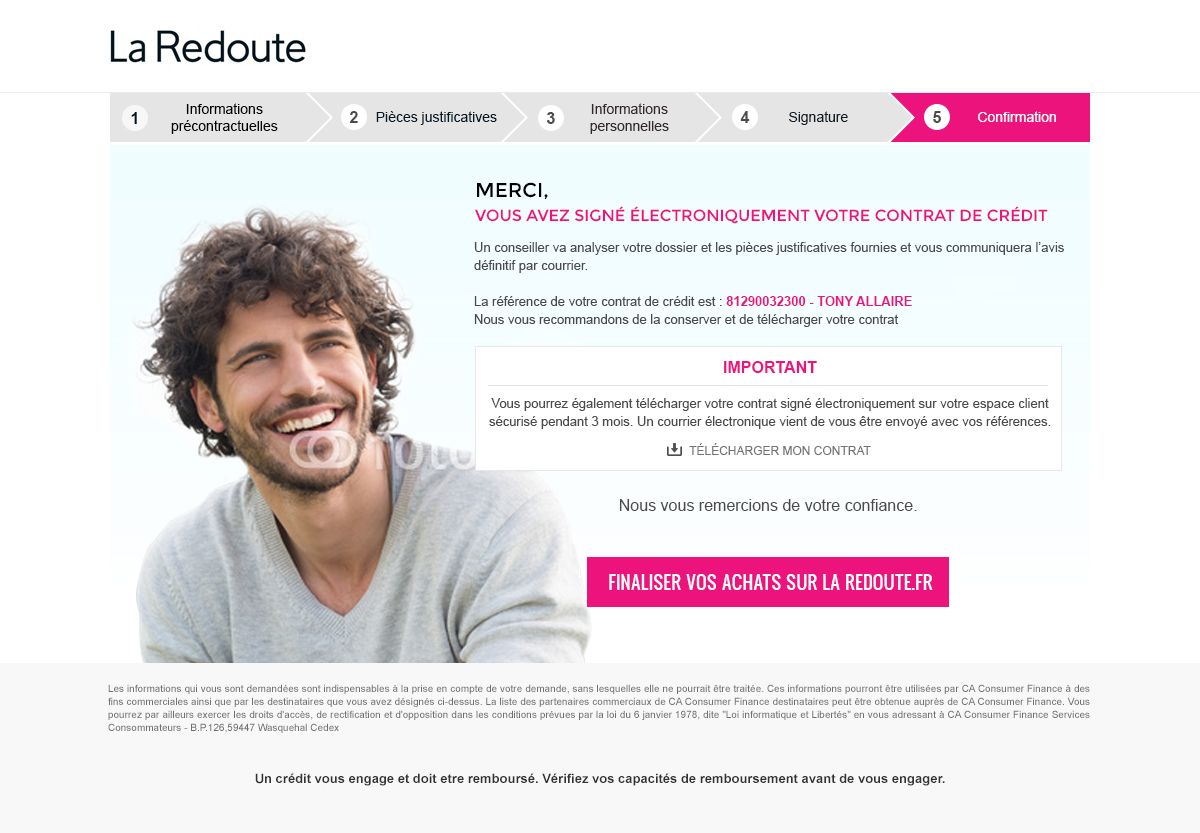 La Redoute
1 Informations
précontractuelles
2 Pièces justificatives
3 Informations
personnelles
4 Signature
5 Confirmation
MERCI,
VOUS AVEZ SIGNÉ ÉLECTRONIQUEMENT VOTRE CONTRAT DE CRÉDIT
Un conseiller va analyser votre dossier et les pièces justificatives fournies et vous communiquera l’avis
définitif par courrier.
La référence de votre contrat de crédit est : 81290032300 - TONY ALLAIRE
Nous vous recommandons de la conserver et de télécharger votre contrat
IMPORTANT
Vous pourrez également télécharger votre contrat signé électroniquement sur votre espace client
sécurisé pendant 3 mois. Un courrier électronique vient de vous être envoyé avec vos références.
TÉLÉCHARGER MON CONTRAT
Nous vous remercions de votre confiance.
FINALISER VOS ACHATS SUR LA REDOUTE.FR
Les informations qui vous sont demandées sont indispensables à la prise en compte de votre demande, sans lesquelles elle ne pourrait être traitée. Ces informations pourront être utilisées par CA Consumer Finance à des
fins commerciales ainsi que par les destinataires que vous avez désignés ci-dessus. La liste des partenaires commerciaux de CA Consumer Finance destinataires peut être obtenue auprès de CA Consumer Finance. Vous
pourrez par ailleurs exercer les droits d'accès, de rectification et d'opposition dans les conditions prévues par la loi du 6 janvier 1978, dite "Loi informatique et Libertés" en vous adressant à CA Consumer Finance Services
Consommateurs - B.P.126,59447 Wasquehal Cedex
Un crédit vous engage et doit etre remboursé. Vérifiez vos capacités de remboursement avant de vous engager.